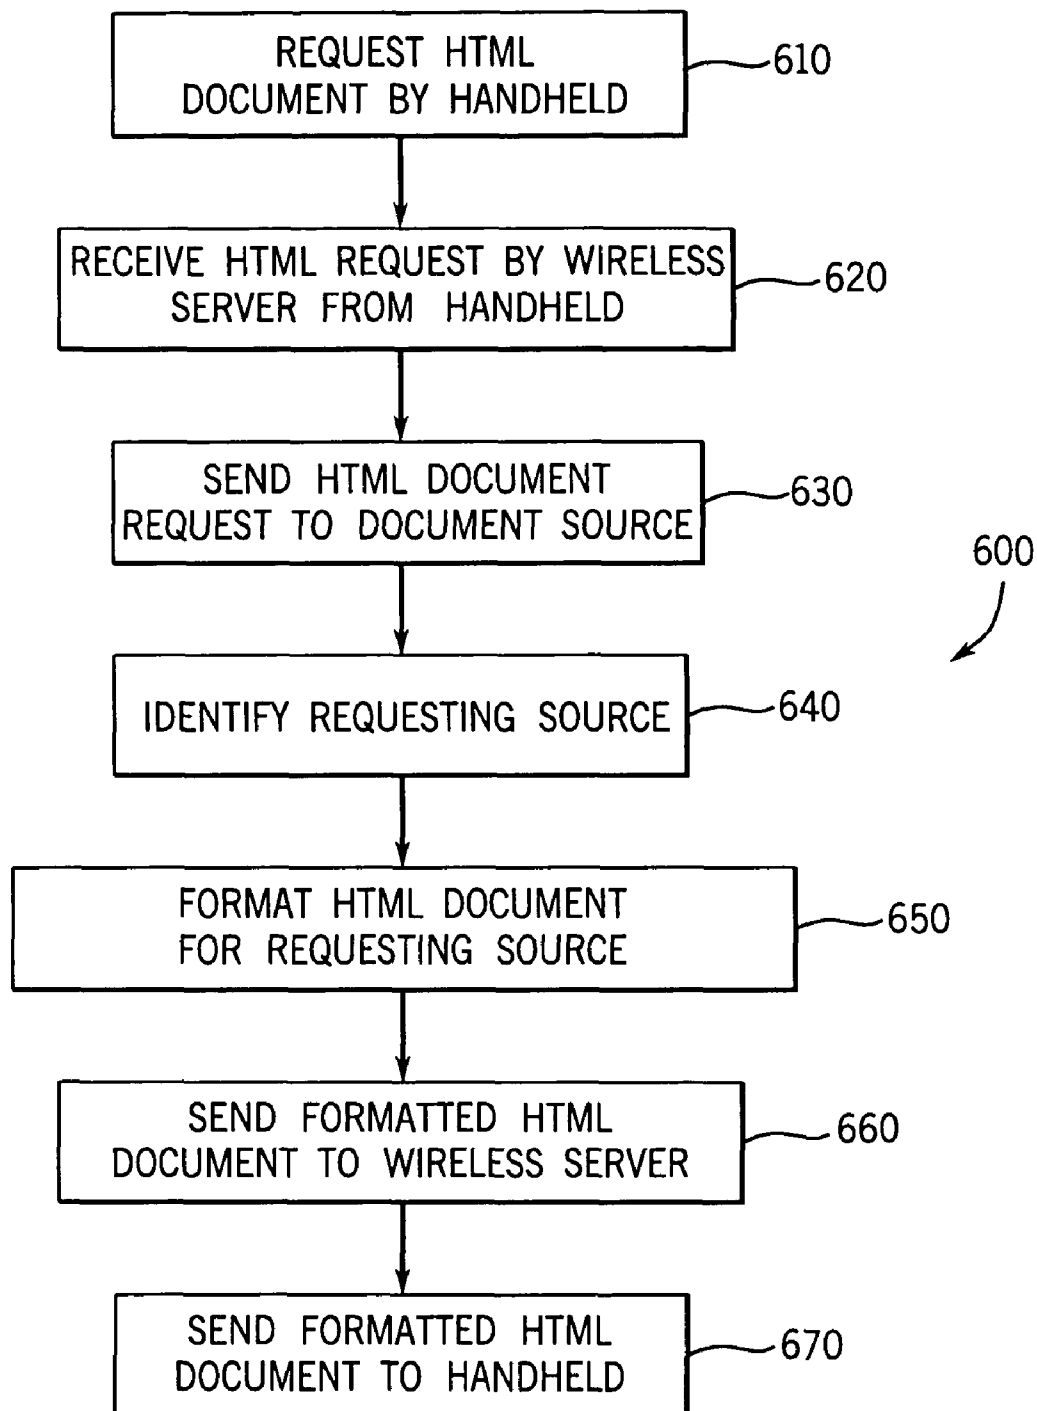 REQUEST HTML
DOCUMENT BY HANDHELD
610
RECEIVE HTML REQUEST BY WIRELESS
SERVER FROM HANDHELD
620
SEND HTML DOCUMENT
REQUEST TO DOCUMENT SOURCE
630
600
IDENTIFY REQUESTING SOURCE
640
FORMAT HTML DOCUMENT
FOR REQUESTING SOURCE
650
SEND FORMATTED HTML
DOCUMENT TO WIRELESS SERVER
660
SEND FORMATTED HTML
DOCUMENT TO HANDHELD
670